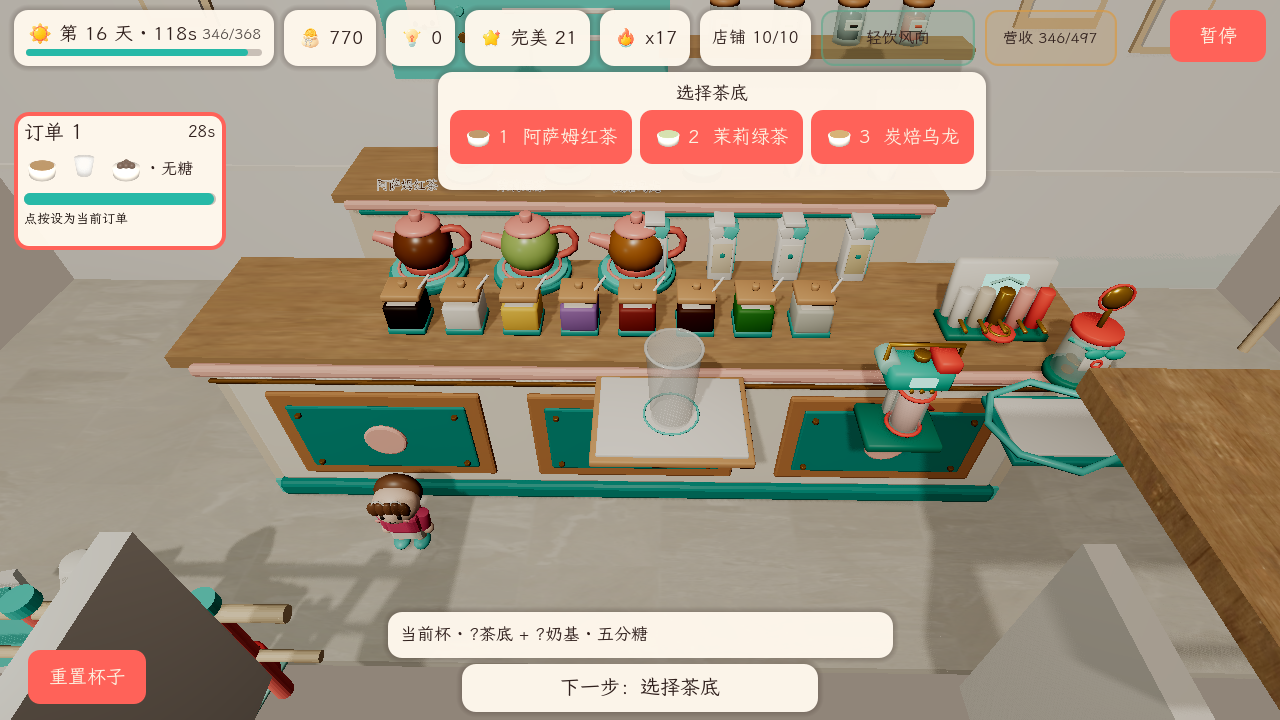 第 16 天・118s 346/368
770
0
完美 21
x17
店铺 10/10
轻饮风向
营收 346/497
暂停
选择茶底
1 阿萨姆红茶
2 茉莉绿茶
3 炭焙乌龙
订单 1
28s
・无糖
点按设为当前订单
阿萨姆红茶
当前杯・?茶底 + ?奶基・五分糖
下一步: 选择茶底
重置杯子